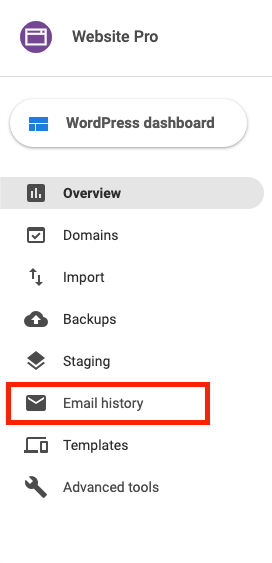 Website Pro
WordPress dashboard
Overview
Domains
Import
Backups
Staging
Email history
Templates
Advanced tools